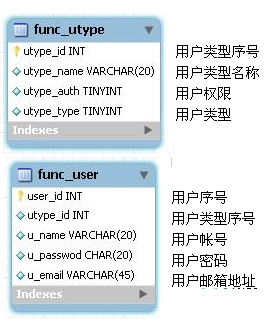 func_utype
utype_id INT 用户类型序号
utype_name VARCHAR(20) 用户类型名称
utype_auth TINYINT 用户权限
utype_type TINYINT 用户类型
Indexes
func_user
user_id INT 用户序号
utype_id INT 用户类型序号
u_name VARCHAR(20) 用户帐号
u_passwod CHAR(20) 用户密码
u_email VARCHAR(45) 用户邮箱地址
Indexes